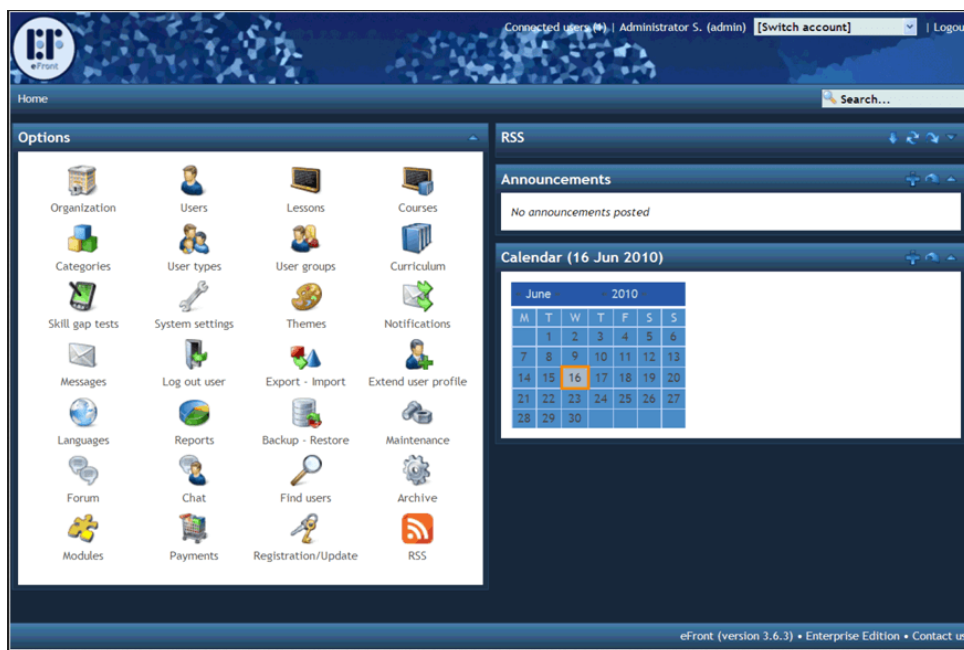 Connected users (1) | Administrator S. (admin) [Switch account] | Logou
eFront
Home
Search...
Options
Organization Users Lessons Courses
Categories User types User groups Curriculum
Skill gap tests System settings Themes Notifications
Messages Log out user Export - Import Extend user profile
Languages Reports Backup - Restore Maintenance
Forum Chat Find users Archive
Modules Payments Registration/Update RSS
RSS
Announcements
No announcements posted
Calendar (16 Jun 2010)
June 2010
M T W T F S S
1 2 3 4 5 6
7 8 9 10 11 12 13
14 15 16 17 18 19 20
21 22 23 24 25 26 27
28 29 30
eFront (version 3.6.3) • Enterprise Edition • Contact us